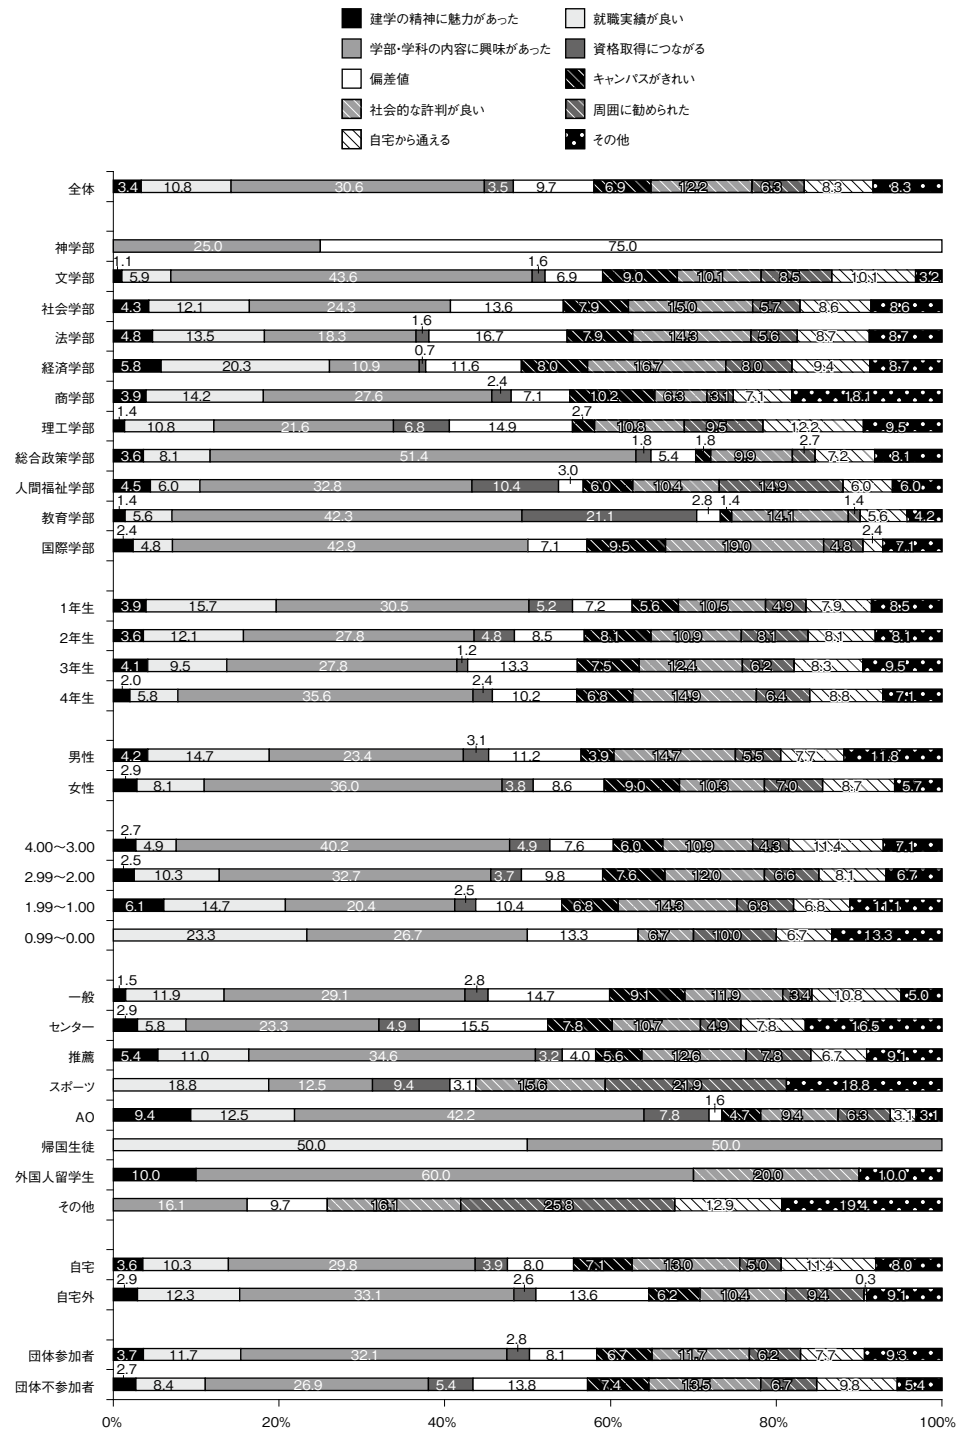 建学の精神に魅力があった 就職実績が良い
学部・学科の内容に興味があった 資格取得につながる
偏差値 キャンパスがきれい
社会的な評判が良い 周囲に勧められた
自宅から通える その他
全体 3.4 10.8 30.6 3.5 9.7 6.9 12.2 6.3 8.3 8.3
神学部 25.0 75.0
文学部 1.1 5.9 43.6 1.6 6.9 9.0 10.1 8.5 10.1 3.2
社会学部 4.3 12.1 24.3 13.6 7.9 15.0 5.7 8.6 8.6
法学部 4.8 13.5 18.3 1.6 16.7 7.9 14.3 5.6 8.7 8.7
経済学部 5.8 20.3 10.9 0.7 11.6 8.0 16.7 8.0 9.4 8.7
商学部 3.9 14.2 27.6 2.4 7.1 10.2 6.3 3.1 7.1 18.1
理工学部 1.4 10.8 21.6 6.8 14.9 2.7 10.8 9.5 12.2 9.5
総合政策学部 3.6 8.1 51.4 1.8 5.4 1.8 9.9 2.7 7.2 8.1
人間福祉学部 4.5 6.0 32.8 10.4 3.0 6.0 10.4 14.9 6.0 6.0
教育学部 1.4 5.6 42.3 21.1 2.8 1.4 14.1 1.4 5.6 4.2
国際学部 2.4 4.8 42.9 7.1 9.5 19.0 4.8 2.4 7.1
1年生 3.9 15.7 30.5 5.2 7.2 5.6 10.5 4.9 7.9 8.5
2年生 3.6 12.1 27.8 4.8 8.5 8.1 10.9 8.1 8.1 8.1
3年生 4.1 9.5 27.8 1.2 13.3 7.5 12.4 6.2 8.3 9.5
4年生 2.0 5.8 35.6 2.4 10.2 6.8 14.9 6.4 8.8 7.1
男性 4.2 14.7 23.4 3.1 11.2 3.9 14.7 5.5 7.7 11.8
女性 2.9 8.1 36.0 3.8 8.6 9.0 10.3 7.0 8.7 5.7
4.00～3.00 2.7 4.9 40.2 4.9 7.6 6.0 10.9 4.3 11.4 7.1
2.99～2.00 2.5 10.3 32.7 3.7 9.8 7.6 12.0 6.6 8.1 6.7
1.99～1.00 6.1 14.7 20.4 2.5 10.4 6.8 14.3 6.8 6.8 11.1
0.99～0.00 23.3 26.7 13.3 6.7 10.0 6.7 13.3
一般 1.5 11.9 29.1 2.8 14.7 9.1 11.9 3.4 10.8 5.0
センター 2.9 5.8 23.3 4.9 15.5 7.8 10.7 4.9 7.8 16.5
推薦 5.4 11.0 34.6 3.2 4.0 5.6 12.6 7.8 6.7 9.1
スポーツ 18.8 12.5 9.4 3.1 15.6 21.9 18.8
AO 9.4 12.5 42.2 7.8 1.6 4.7 9.4 6.3 3.1 3.1
帰国生徒 50.0 50.0
外国人留学生 10.0 60.0 20.0 10.0
その他 16.1 9.7 16.1 25.8 12.9 19.4
自宅 3.6 10.3 29.8 3.9 8.0 7.1 13.0 5.0 11.4 8.0
自宅外 2.9 12.3 33.1 2.6 13.6 6.2 10.4 9.4 0.3 9.1
団体参加者 3.7 11.7 32.1 2.8 8.1 6.7 11.7 6.2 7.7 9.3
団体不参加者 2.7 8.4 26.9 5.4 13.8 7.4 13.5 6.7 9.8 5.4
0% 20% 40% 60% 80% 100%